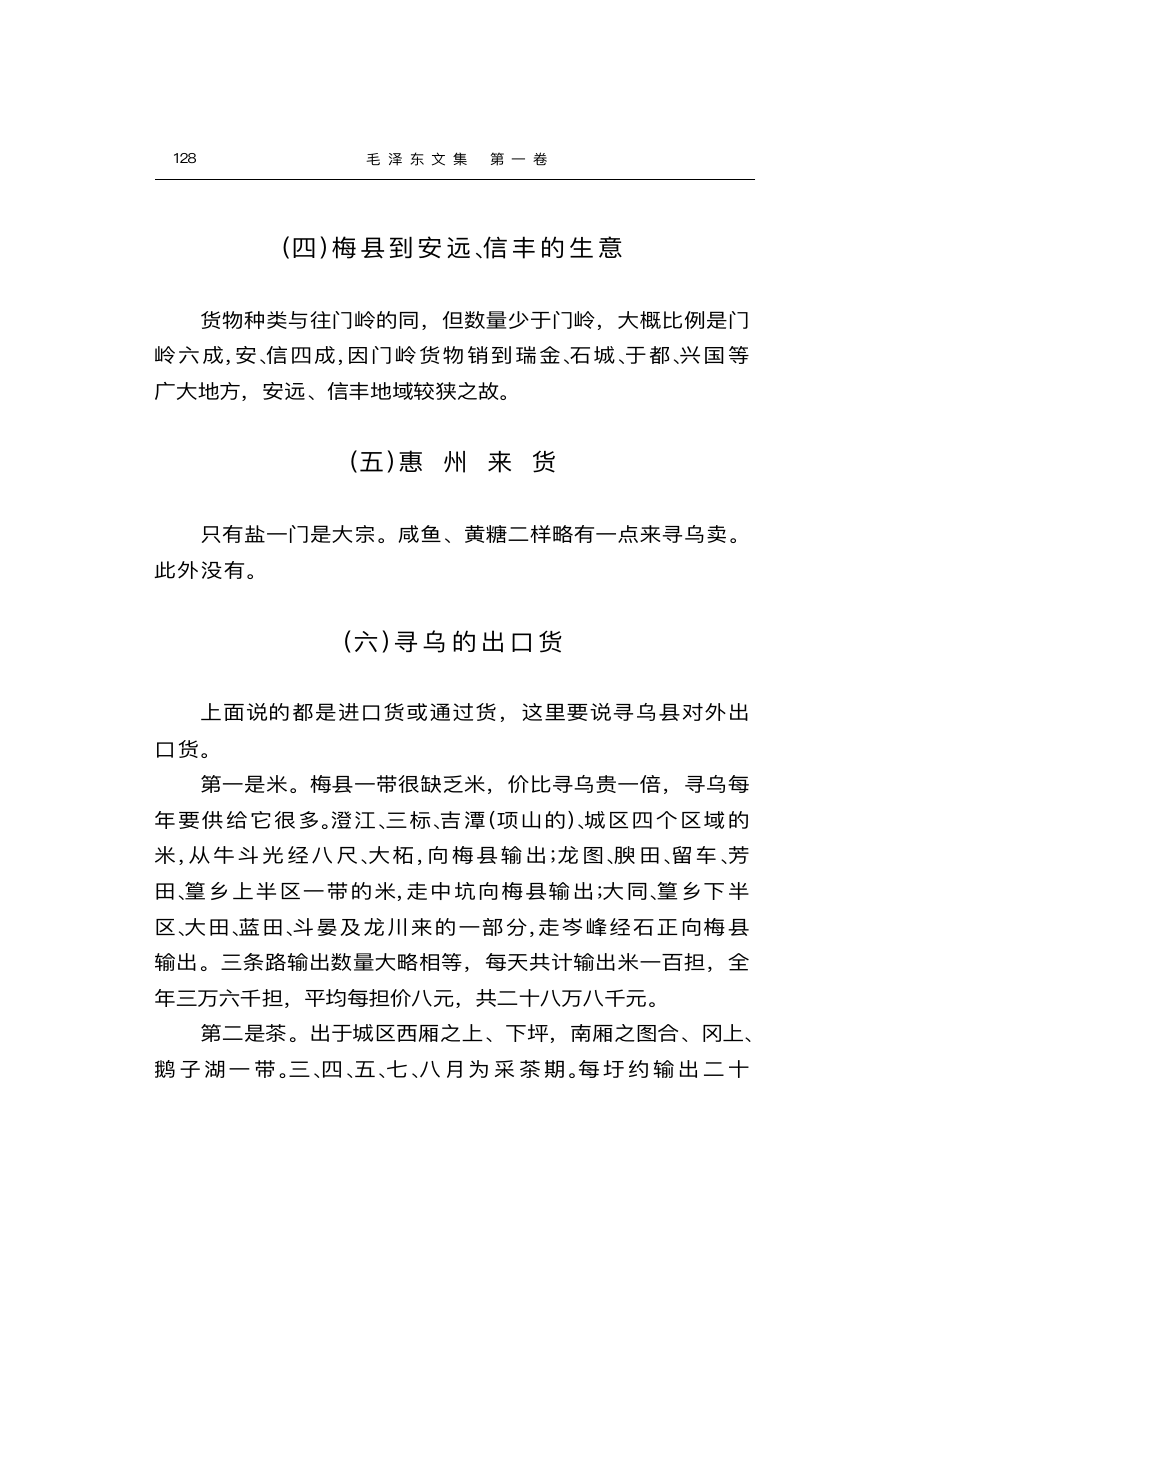 128 毛泽东文集 第一卷
(四)梅县到安远、信丰的生意
货物种类与往门岭的同，但数量少于门岭，大概比例是门
岭六成,安、信四成,因门岭货物销到瑞金、石城、于都、兴国等
广大地方，安远、信丰地域较狭之故。
(五)惠 州 来 货
只有盐一门是大宗。咸鱼、黄糖二样略有一点来寻乌卖。
此外没有。
(六)寻乌的出口货
上面说的都是进口货或通过货，这里要说寻乌县对外出
口货。
第一是米。梅县一带很缺乏米，价比寻乌贵一倍，寻乌每
年要供给它很多。澄江、三标、吉潭(项山的)、城区四个区域的
米,从牛斗光经八尺、大柘,向梅县输出;龙图、腴田、留车、芳
田、篁乡上半区一带的米,走中坑向梅县输出;大同、篁乡下半
区、大田、蓝田、斗晏及龙川来的一部分,走岑峰经石正向梅县
输出。三条路输出数量大略相等，每天共计输出米一百担，全
年三万六千担，平均每担价八元，共二十八万八千元。
第二是茶。出于城区西厢之上、下坪，南厢之图合、冈上、
鹅子湖一带。三、四、五、七、八月为采茶期。每圩约输出二十